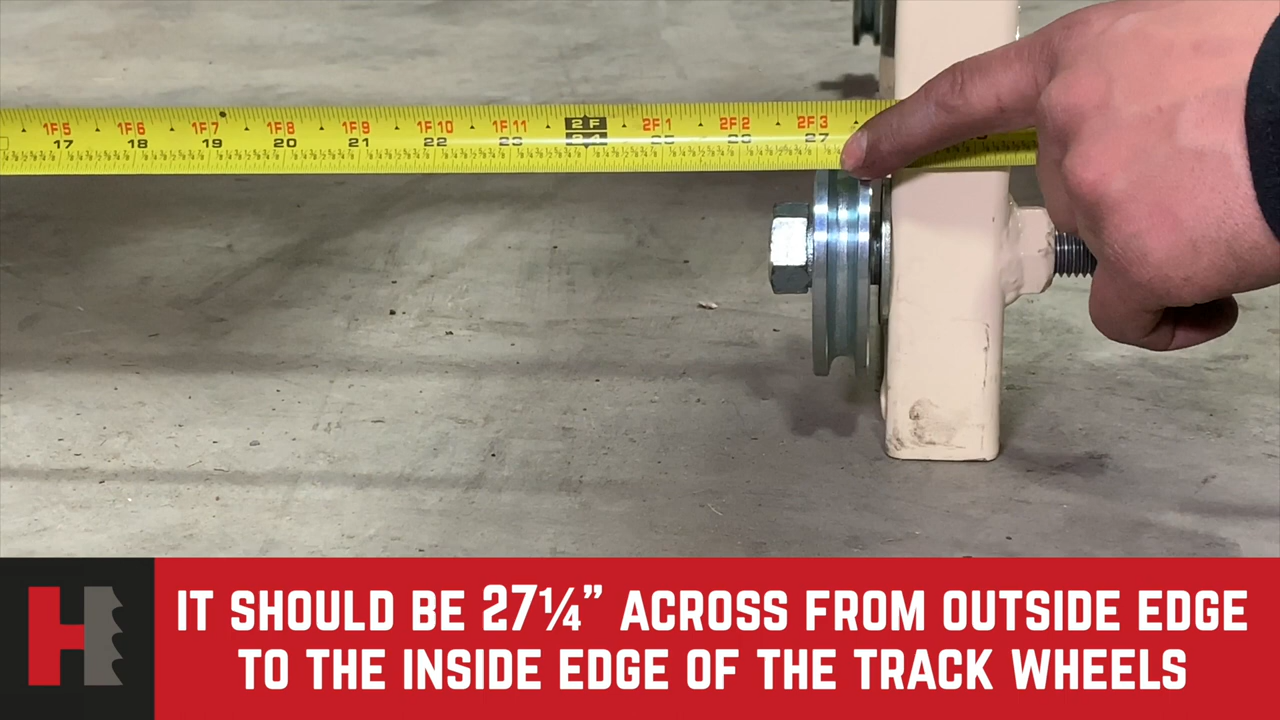 1F5 1F6 1F7 1F8 1F9 1F10 1F11 2F 2F1 2F2 2F3
17 18 19 20 21 22 23 24 25 26 27
IT SHOULD BE 27¼” ACROSS FROM OUTSIDE EDGE
TO THE INSIDE EDGE OF THE TRACK WHEELS
H